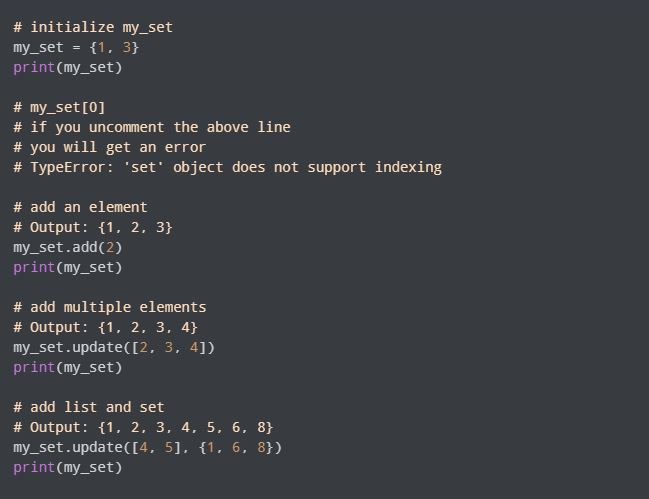 # initialize my_set
my_set = {1, 3}
print(my_set)
# my_set[0]
# if you uncomment the above line
# you will get an error
# TypeError: 'set' object does not support indexing
# add an element
# Output: {1, 2, 3}
my_set.add(2)
print(my_set)
# add multiple elements
# Output: {1, 2, 3, 4}
my_set.update([2, 3, 4])
print(my_set)
# add list and set
# Output: {1, 2, 3, 4, 5, 6, 8}
my_set.update([4, 5], {1, 6, 8})
print(my_set)